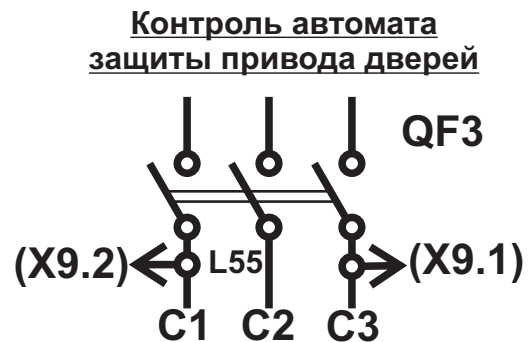 Контроль автомата
защиты привода дверей
QF3
(X9.2)
L55
(X9.1)
C1 C2 C3